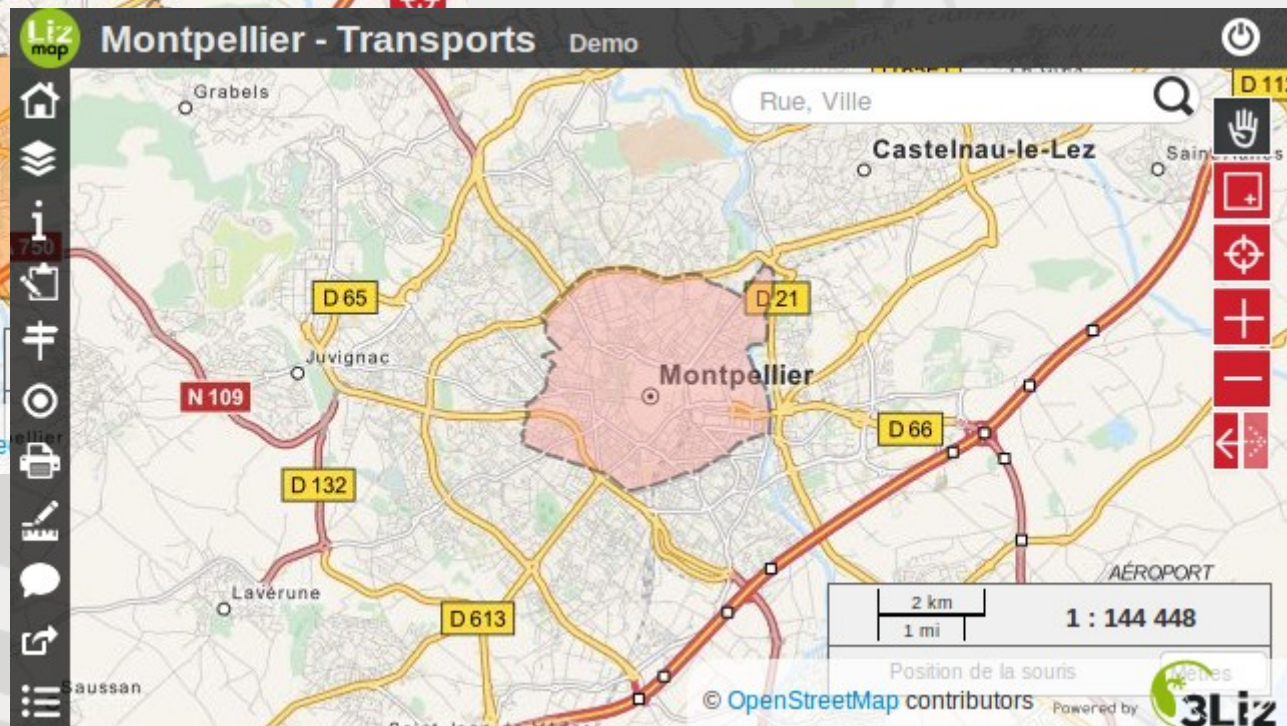 Liz
map
Montpellier - Transports Demo
Rue, Ville
Grabels
Castelnau-le-Lez
D 65
D 21
Juvignac
Montpellier
N 109
D 66
D 132
AÉROPORT
Lavérune
2 km
1 : 144 448
D 613
1 mi
Position de la souris
Mètres
Saussan
© OpenStreetMap contributors
Powered by
3Liz